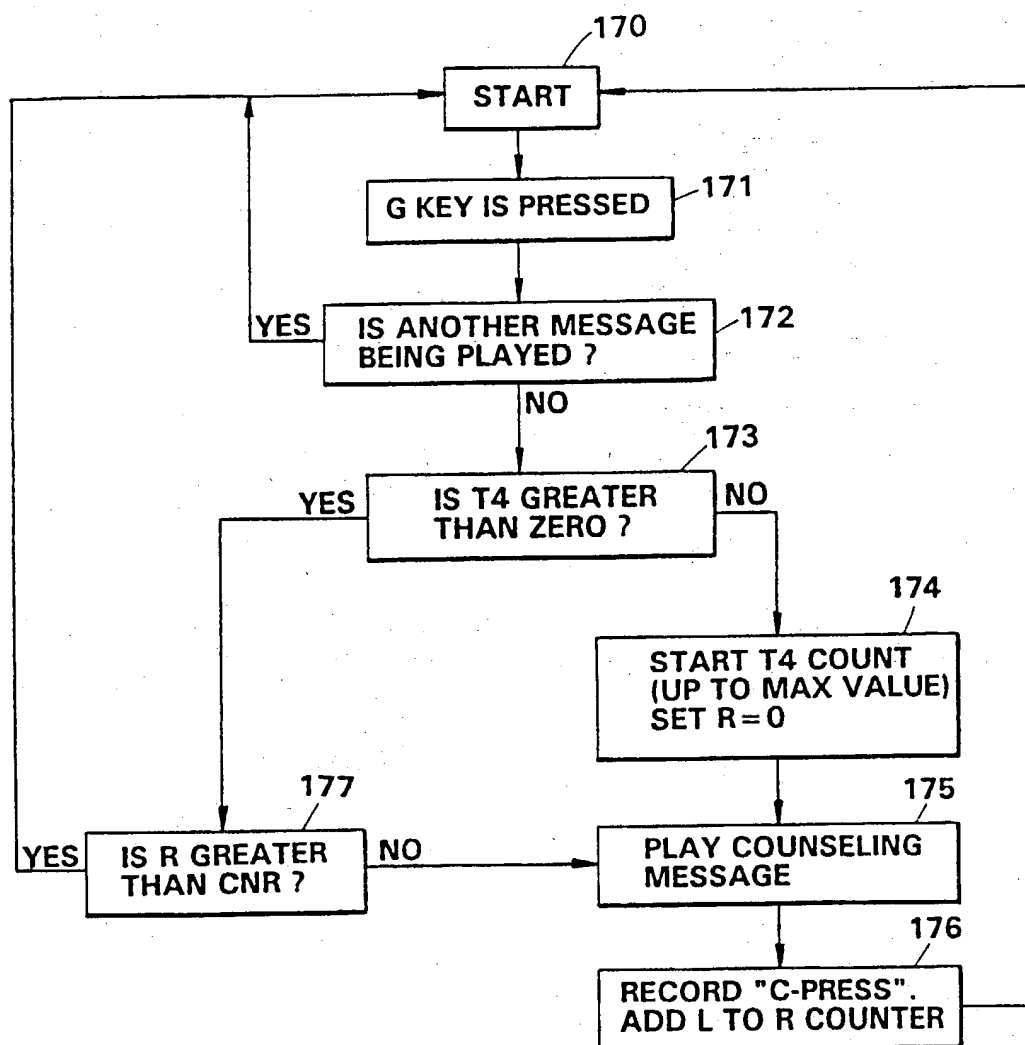 170
START
G KEY IS PRESSED
171
YES
IS ANOTHER MESSAGE
BEING PLAYED ?
172
NO
173
YES
IS T4 GREATER
THAN ZERO ?
NO
174
START T4 COUNT
(UP TO MAX VALUE)
SET R=0
177
175
YES
IS R GREATER
THAN CNR ?
NO
PLAY COUNSELING
MESSAGE
176
RECORD "C-PRESS".
ADD L TO R COUNTER